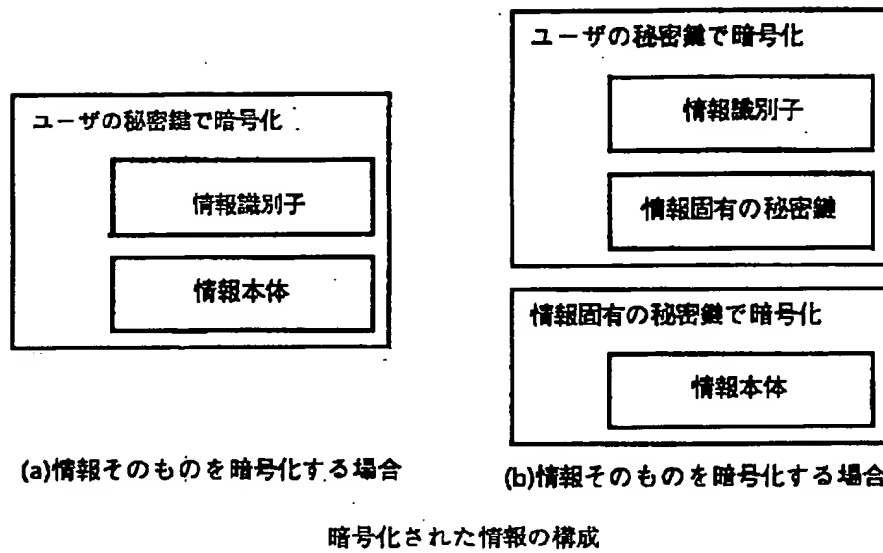 ユーザの秘密鍵で暗号化
情報識別子
情報本体
(a)情報そのものを暗号化する場合
ユーザの秘密鍵で暗号化
情報識別子
情報固有の秘密鍵
情報固有の秘密鍵で暗号化
情報本体
(b)情報そのものを暗号化する場合
暗号化された情報の構成